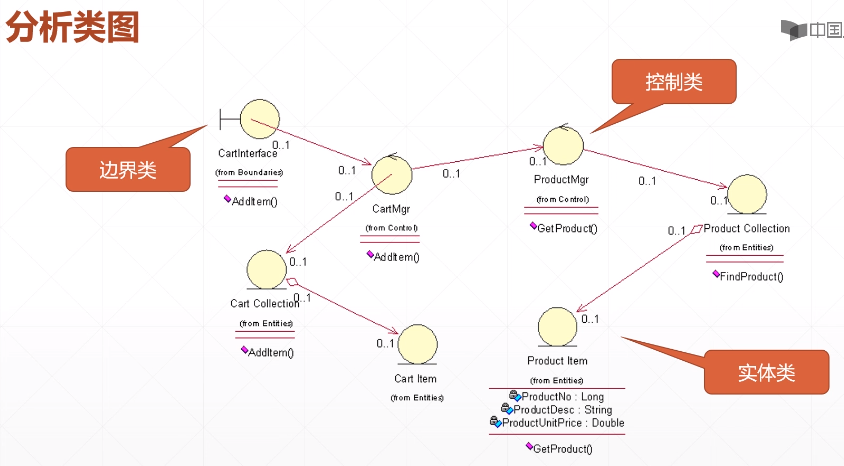 分析类图
中国
控制类
边界类
实体类
CartInterface
(from Boundaries)
AddItem()
0..1
0..1
CartMgr
(from Control)
AddItem()
0..1
0..1
ProductMgr
(from Control)
GetProduct()
0..1
0..1
Product Collection
(from Entities)
FindProduct()
0..1
0..1
Cart Collection
(from Entities)
AddItem()
0..1
0..1
Cart Item
(from Entities)
0..1
0..1
Product Item
(from Entities)
ProductNo : Long
ProductDesc : String
ProductUnitPrice : Double
GetProduct()
0..1
0..1